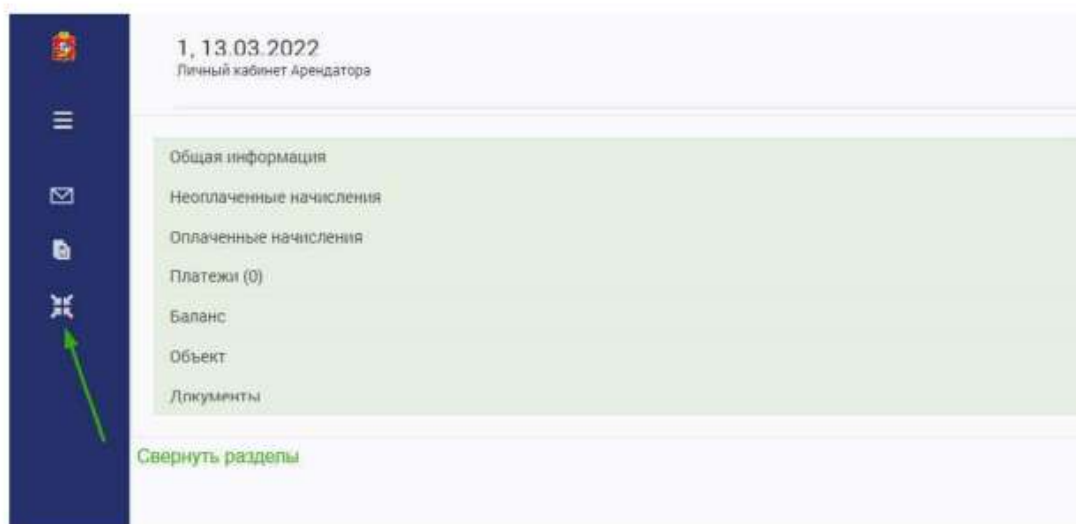 1, 13.03.2022
Личный кабинет Арендатора
Общая информация
Неоплаченные начисления
Оплаченные начисления
Платежи (0)
Баланс
Объект
Документы
Свернуть разделы